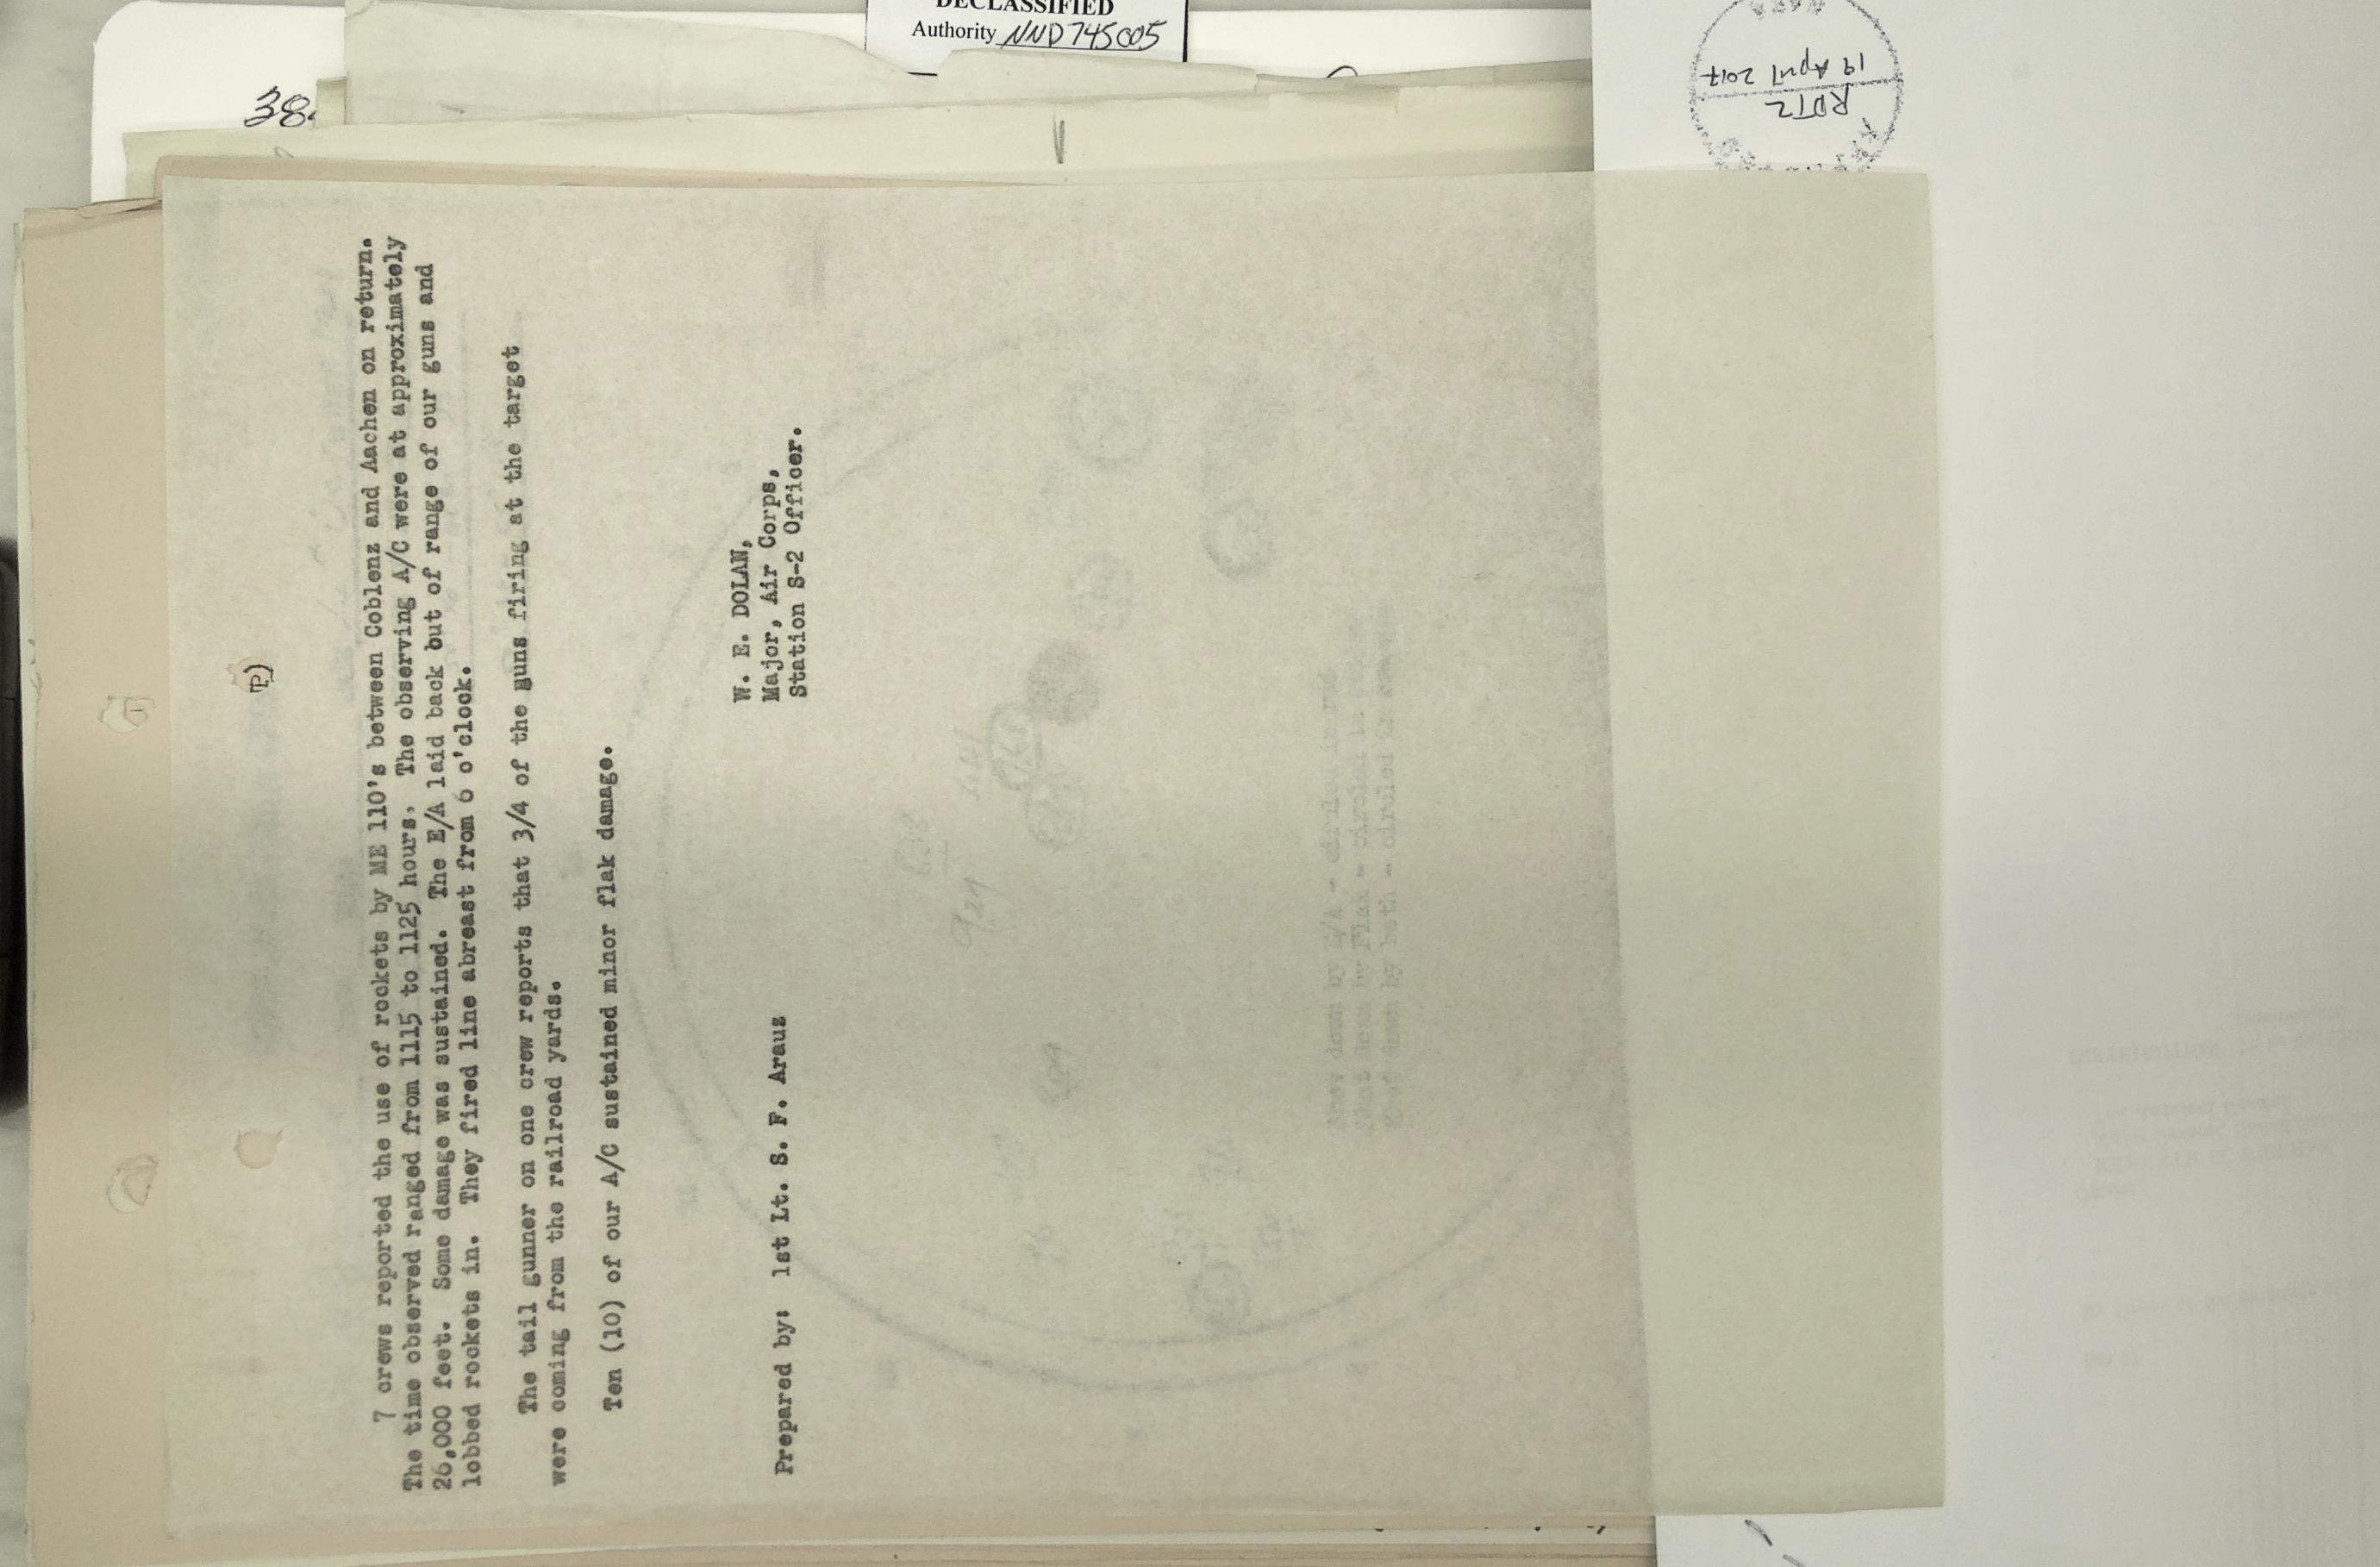 DECLASSIFIED
Authority NND 745005
RDT2
19 April 2017
38
P)
7 crews reported the use of rockets by ME 110's between Coblenz and Aachen on return.
The time observed ranged from 1115 to 1125 hours. The observing A/C were at approximately
26,000 feet. Some damage was sustained. The E/A laid back but of range of our guns and
lobbed rockets in. They fired line abreast from 6 o'clock.
The tail gunner on one crew reports that 3/4 of the guns firing at the target
were coming from the railroad yards.
Ten (10) of our A/C sustained minor flak damage.
W. E. DOLAN,
Major, Air Corps,
Station S-2 Officer.
Prepared by: 1st Lt. S. F. Arauz